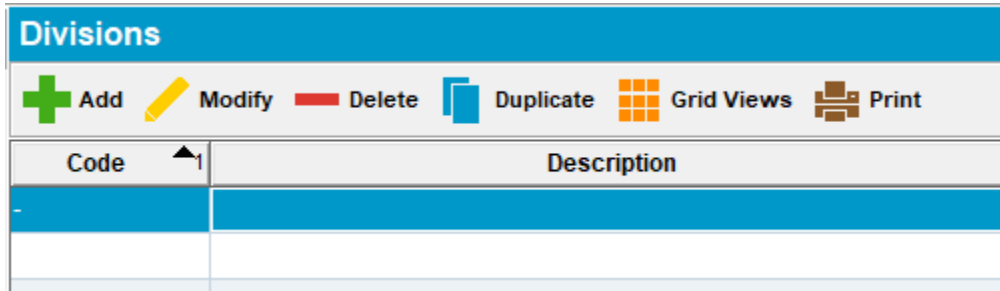 Divisions
Add Modify Delete Duplicate Grid Views Print
Code 1 Description
-